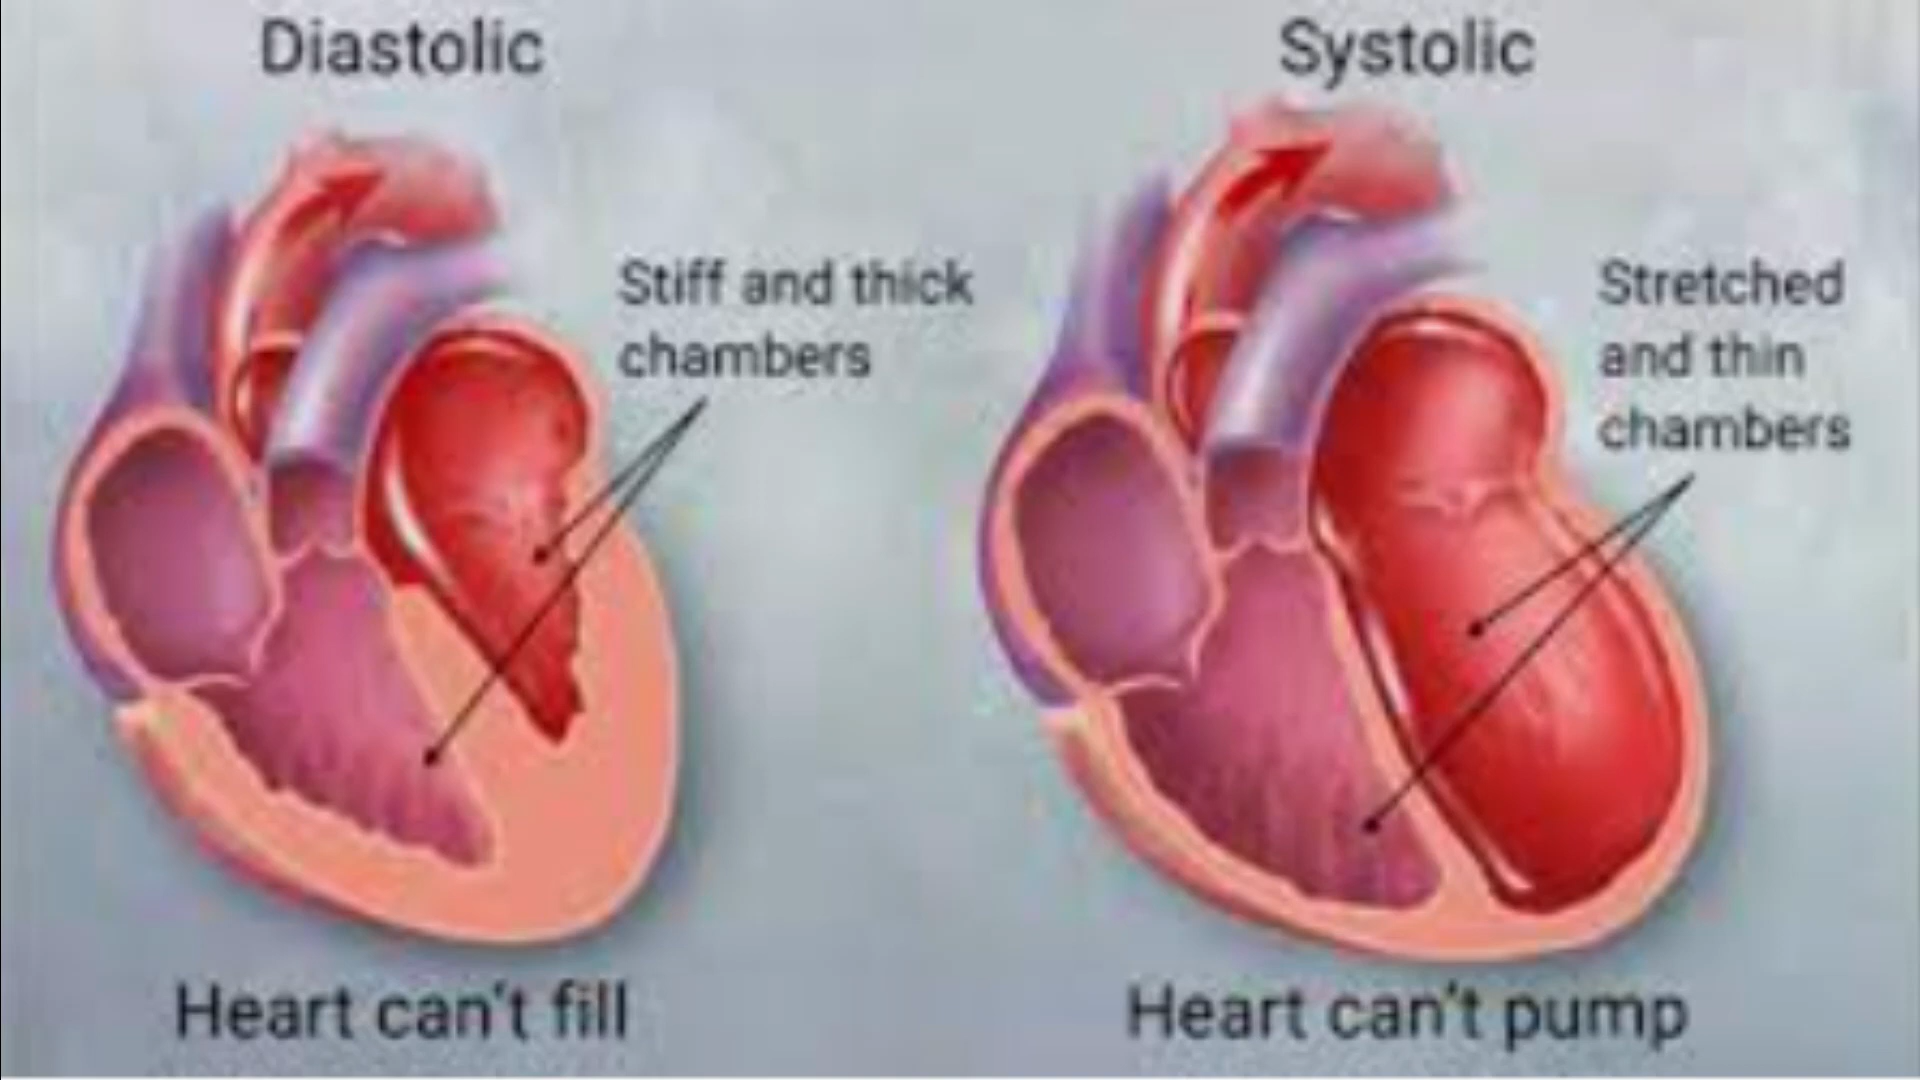 Diastolic
Stiff and thick
chambers
Heart can't fill
Systolic
Stretched
and thin
chambers
Heart can't pump